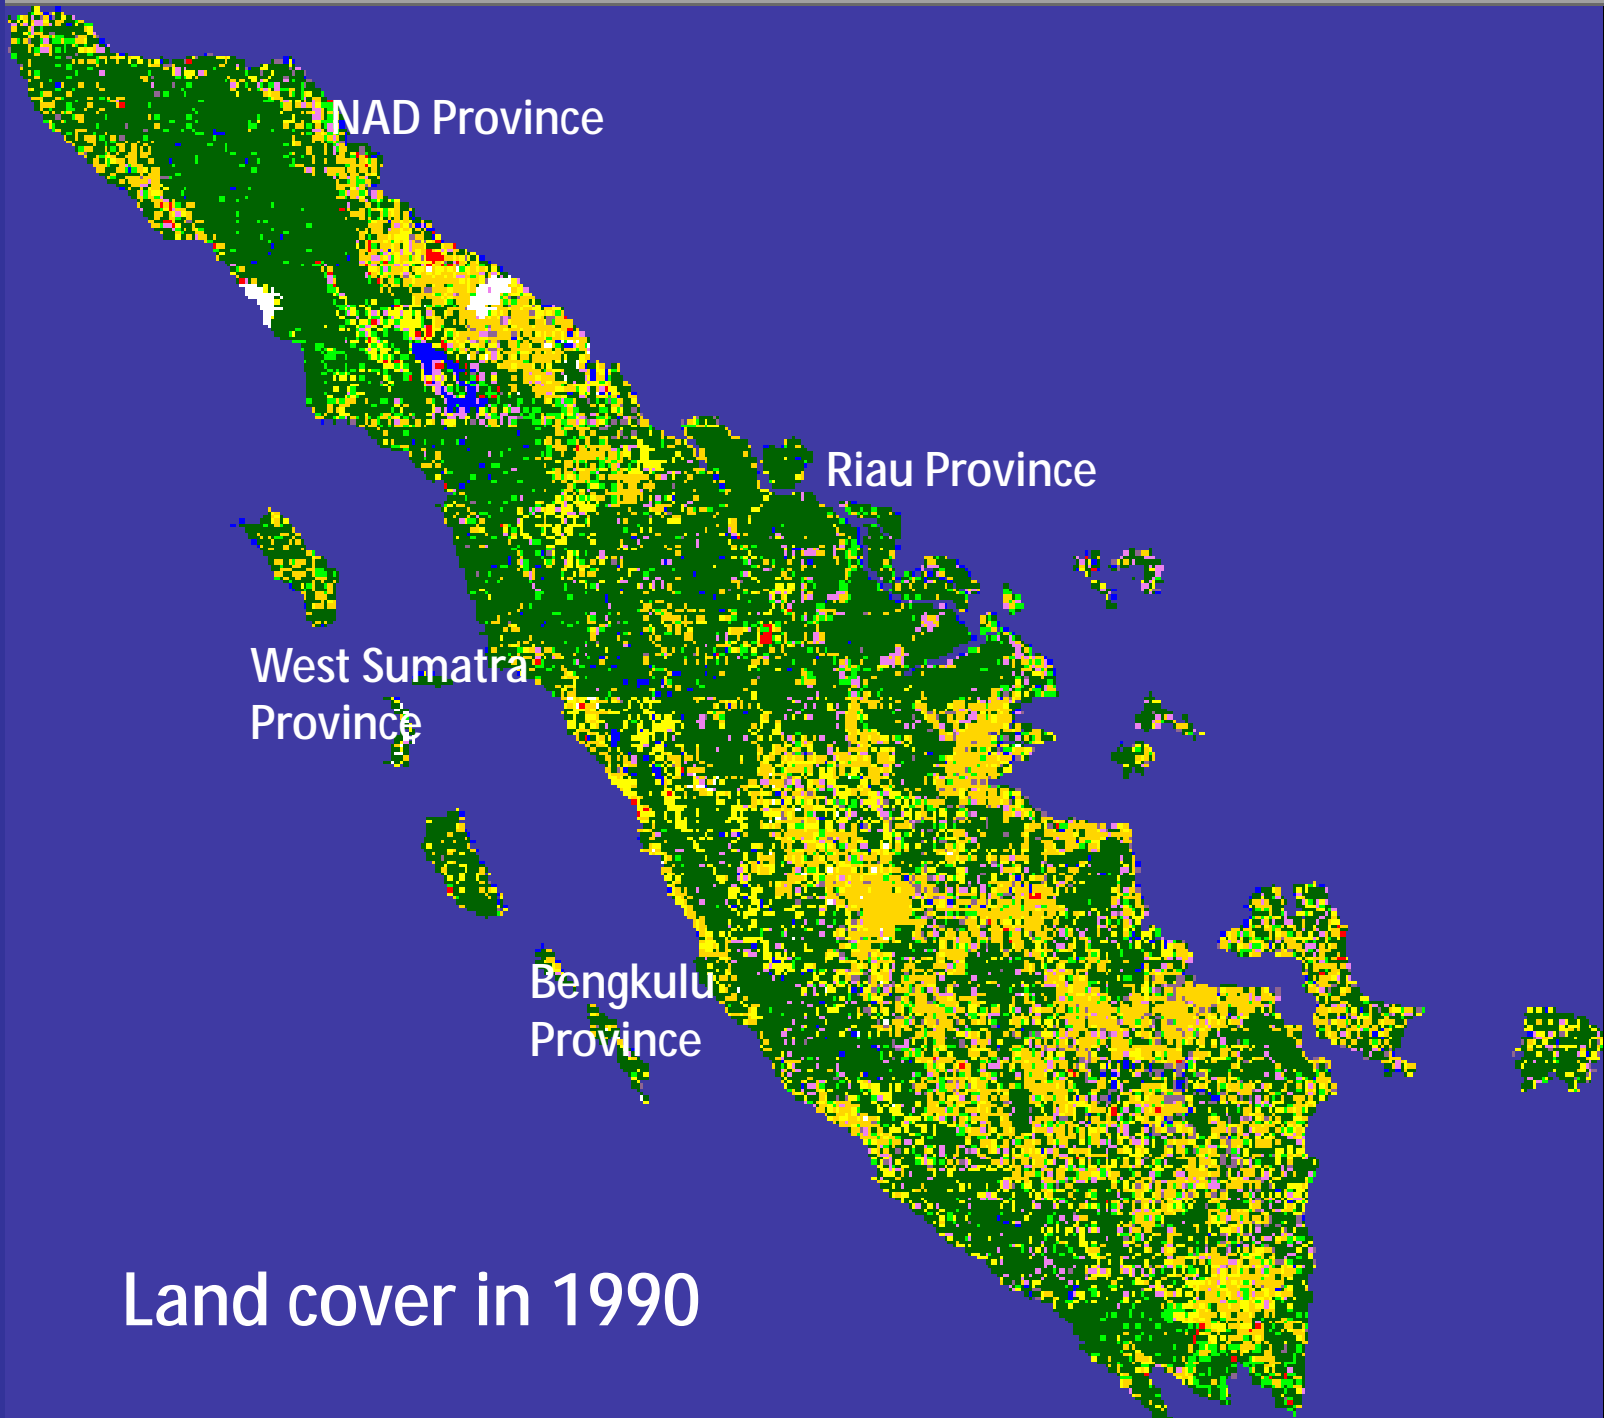 NAD Province
Riau Province
West Sumatra
Province
Bengkulu
Province
Land cover in 1990